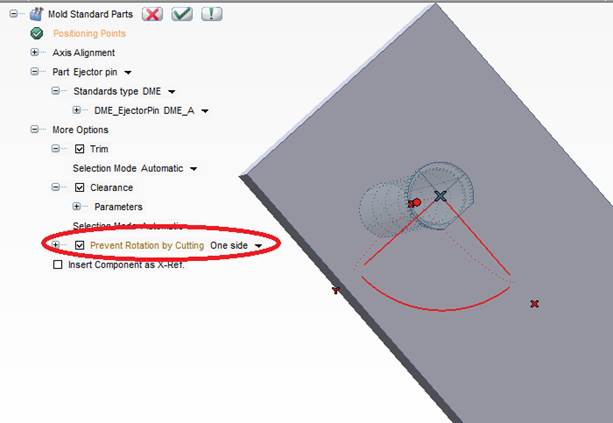 Mold Standard Parts
Positioning Points
Axis Alignment
Part Ejector pin
Standards type DME
DME_EjectorPin DME_A
More Options
Trim
Selection Mode Automatic
Clearance
Parameters
Selection Mode Automatic
Prevent Rotation by Cutting One side
Insert Component as X-Ref.
X
Y
X